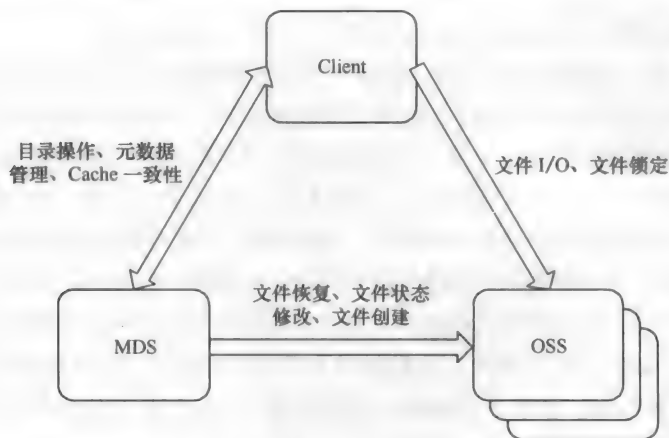 Client
目录操作、元数据
管理、Cache 一致性
文件 I/O、文件锁定
文件恢复、文件状态
修改、文件创建
MDS
OSS